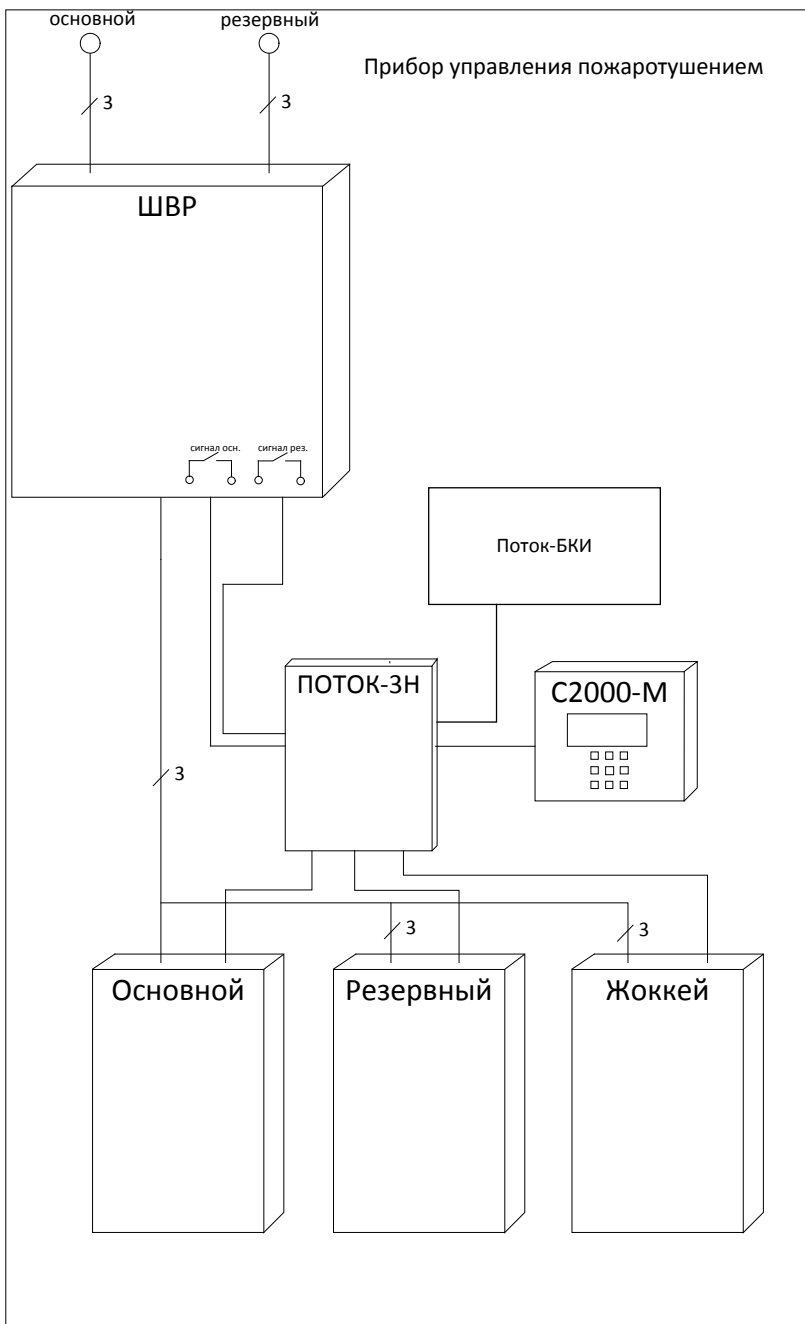 основной
резервный
Прибор управления пожаротушением
3
3
ШВР
сигнал осн.
сигнал рез.
Поток-БКИ
ПОТОК-3Н
С2000-М
3
3
3
Основной
Резервный
Жоккей